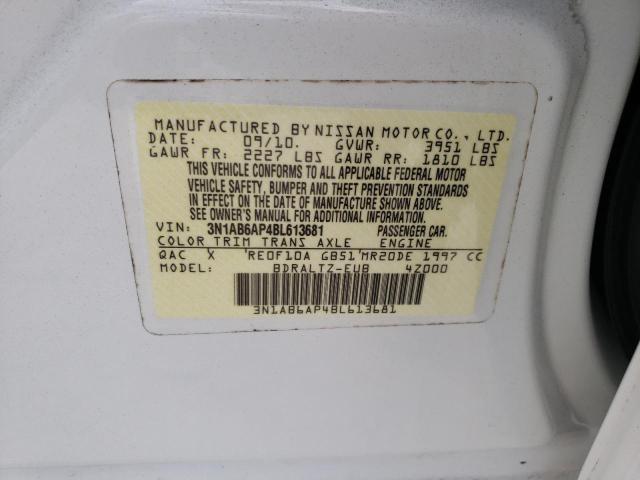 MANUFACTURED BY NISSAN MOTOR CO., LTD.
DATE: 09/10. GVWR: 3951 LBS
GAWR FR: 2227 LBS GAWR RR: 1810 LBS
THIS VEHICLE CONFORMS TO ALL APPLICABLE FEDERAL MOTOR
VEHICLE SAFETY, BUMPER AND THEFT PREVENTION STANDARDS
IN EFFECT ON THE DATE OF MANUFACTURE SHOWN ABOVE.
SEE OWNER'S MANUAL FOR ADDITIONAL INFORMATION.
VIN: 3N1AB6AP4BL613681 PASSENGER CAR.
COLOR TRIM TRANS AXLE ENGINE
QAC X 'RE0F10A GB51'MR20DE 1997 CC
MODEL: BDRALTZ-EUB 4Z000
3N1AB6AP4BL613681